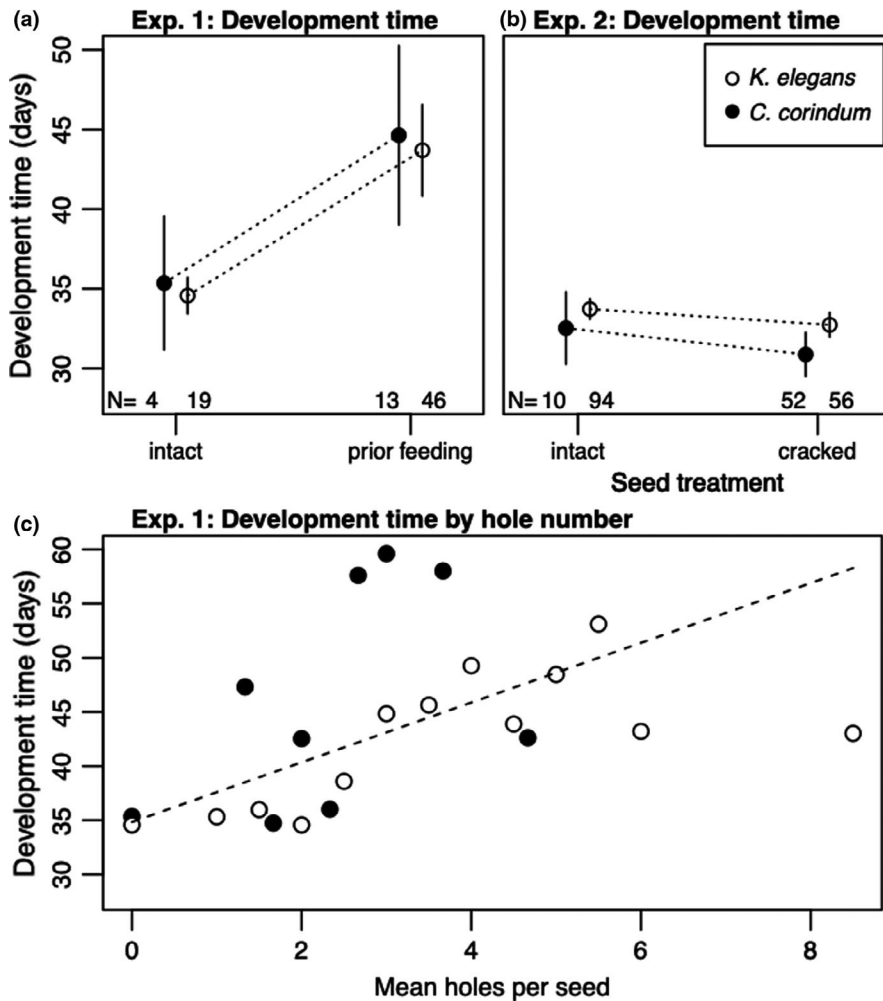 (a) Exp. 1: Development time
Development time (days)
50
45
40
35
30
N= 4 19 13 46
intact prior feeding
(b) Exp. 2: Development time
K. elegans
C. corindum
N= 10 94 52 56
intact cracked
Seed treatment
(c) Exp. 1: Development time by hole number
Development time (days)
60
55
50
45
40
35
30
0 2 4 6 8
Mean holes per seed